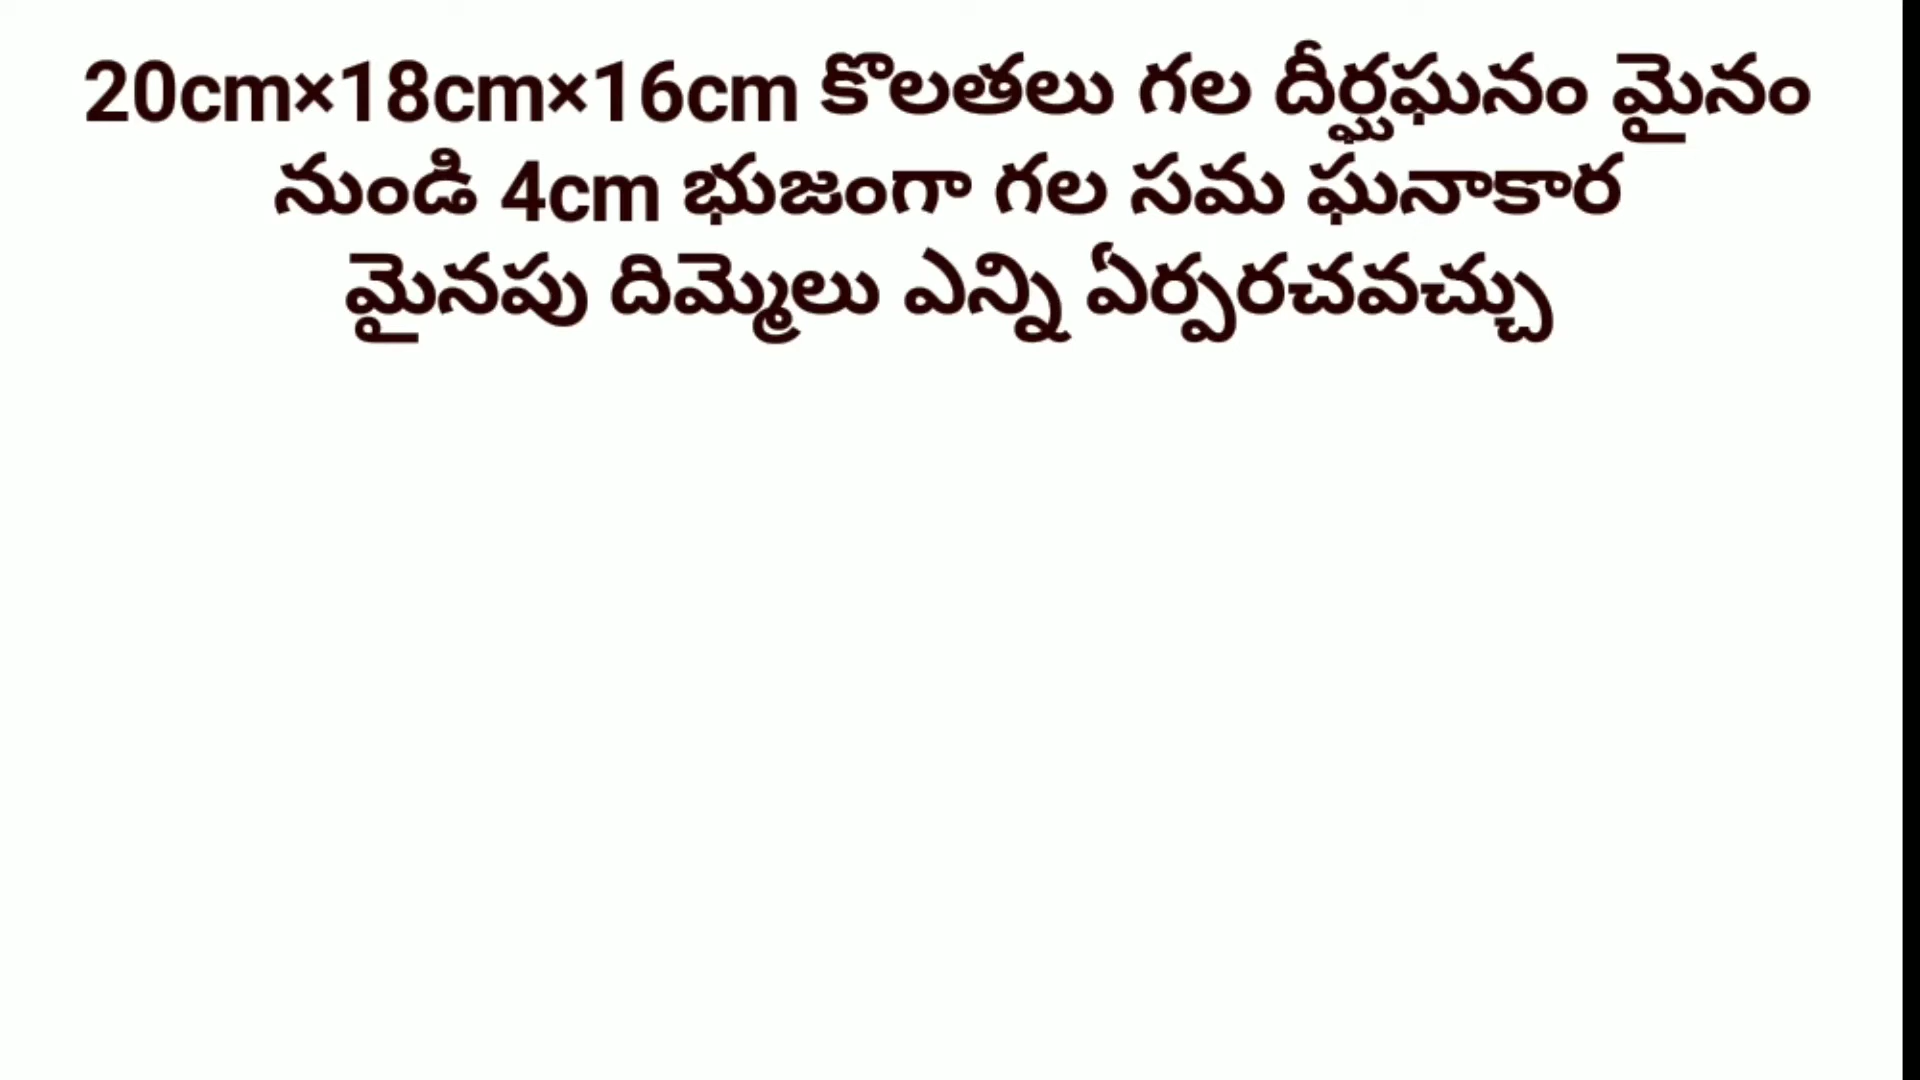 20cm×18cm×16cm కొలతలు గల దీర్ఘఘనం మైనం
నుండి 4cm భుజంగా గల సమ ఘనాకార
మైనపు దిమ్మెలు ఎన్ని ఏర్పరచవచ్చు